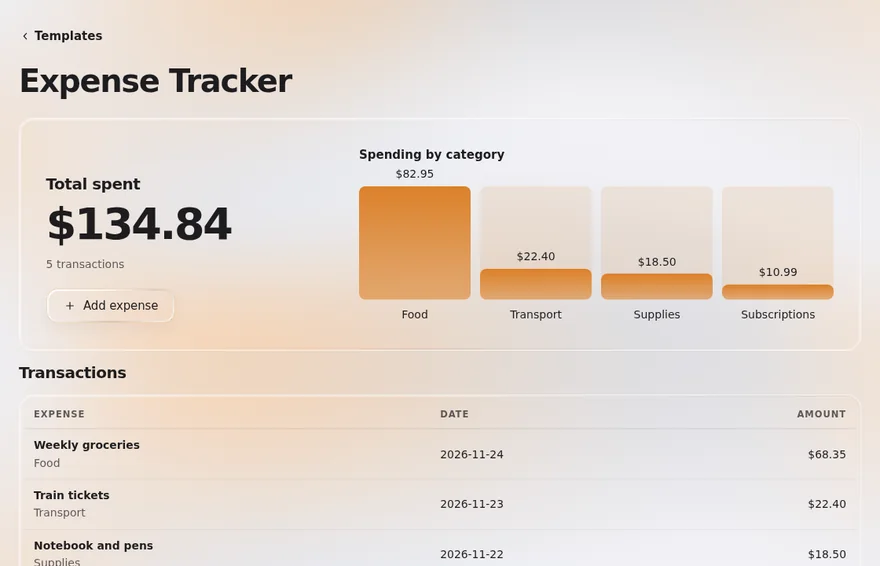 Templates
Expense Tracker
Total spent
$134.84
5 transactions
+ Add expense
Spending by category
$82.95
$22.40
$18.50
$10.99
Food
Transport
Supplies
Subscriptions
Transactions
EXPENSE DATE AMOUNT
Weekly groceries
Food
2026-11-24
$68.35
Train tickets
Transport
2026-11-23
$22.40
Notebook and pens
Supplies
2026-11-22
$18.50